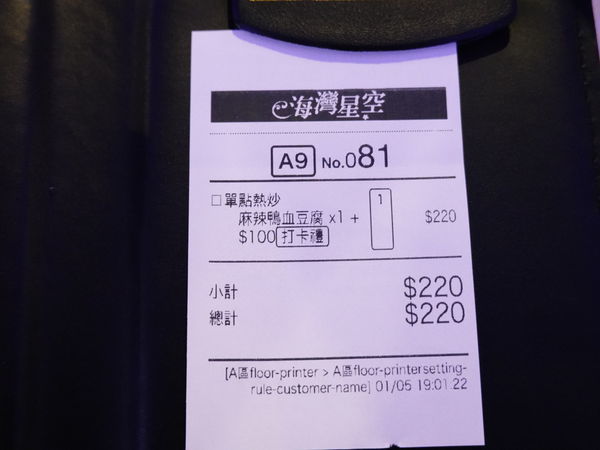 海灣星空
A9 No.081
□單點熱炒 1
麻辣鴨血豆腐 x1 + $220
$100 打卡禮
小計 $220
總計 $220
[A區floor-printer > A區floor-printersetting-
rule-customer-name] 01/05 19:01:22